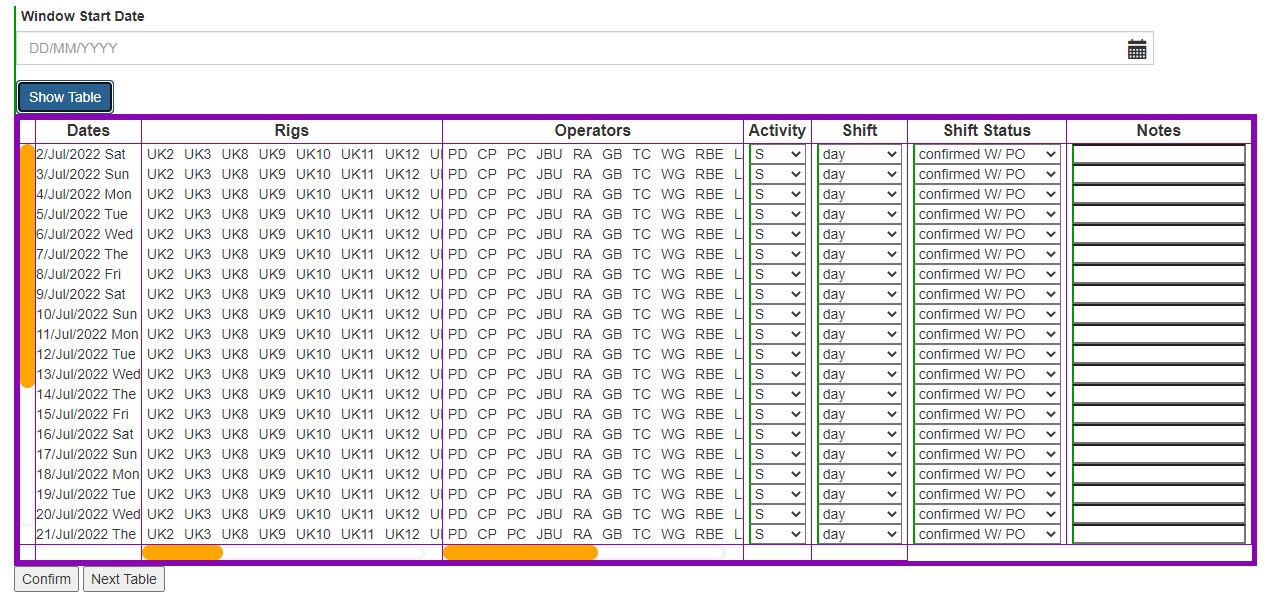 Window Start Date
DD/MM/YYYY
Show Table
Dates Rigs Operators Activity Shift Shift Status Notes
2/Jul/2022 Sat UK2 UK3 UK8 UK9 UK10 UK11 UK12 PD CP PC JBU RA GB TC WG RBE S day confirmed W/ PO
3/Jul/2022 Sun UK2 UK3 UK8 UK9 UK10 UK11 UK12 PD CP PC JBU RA GB TC WG RBE S day confirmed W/ PO
4/Jul/2022 Mon UK2 UK3 UK8 UK9 UK10 UK11 UK12 PD CP PC JBU RA GB TC WG RBE S day confirmed W/ PO
5/Jul/2022 Tue UK2 UK3 UK8 UK9 UK10 UK11 UK12 PD CP PC JBU RA GB TC WG RBE S day confirmed W/ PO
6/Jul/2022 Wed UK2 UK3 UK8 UK9 UK10 UK11 UK12 PD CP PC JBU RA GB TC WG RBE S day confirmed W/ PO
7/Jul/2022 The UK2 UK3 UK8 UK9 UK10 UK11 UK12 PD CP PC JBU RA GB TC WG RBE S day confirmed W/ PO
8/Jul/2022 Fri UK2 UK3 UK8 UK9 UK10 UK11 UK12 PD CP PC JBU RA GB TC WG RBE S day confirmed W/ PO
9/Jul/2022 Sat UK2 UK3 UK8 UK9 UK10 UK11 UK12 PD CP PC JBU RA GB TC WG RBE S day confirmed W/ PO
10/Jul/2022 Sun UK2 UK3 UK8 UK9 UK10 UK11 UK12 PD CP PC JBU RA GB TC WG RBE S day confirmed W/ PO
11/Jul/2022 Mon UK2 UK3 UK8 UK9 UK10 UK11 UK12 PD CP PC JBU RA GB TC WG RBE S day confirmed W/ PO
12/Jul/2022 Tue UK2 UK3 UK8 UK9 UK10 UK11 UK12 PD CP PC JBU RA GB TC WG RBE S day confirmed W/ PO
13/Jul/2022 Wed UK2 UK3 UK8 UK9 UK10 UK11 UK12 PD CP PC JBU RA GB TC WG RBE S day confirmed W/ PO
14/Jul/2022 The UK2 UK3 UK8 UK9 UK10 UK11 UK12 PD CP PC JBU RA GB TC WG RBE S day confirmed W/ PO
15/Jul/2022 Fri UK2 UK3 UK8 UK9 UK10 UK11 UK12 PD CP PC JBU RA GB TC WG RBE S day confirmed W/ PO
16/Jul/2022 Sat UK2 UK3 UK8 UK9 UK10 UK11 UK12 PD CP PC JBU RA GB TC WG RBE S day confirmed W/ PO
17/Jul/2022 Sun UK2 UK3 UK8 UK9 UK10 UK11 UK12 PD CP PC JBU RA GB TC WG RBE S day confirmed W/ PO
18/Jul/2022 Mon UK2 UK3 UK8 UK9 UK10 UK11 UK12 PD CP PC JBU RA GB TC WG RBE S day confirmed W/ PO
19/Jul/2022 Tue UK2 UK3 UK8 UK9 UK10 UK11 UK12 PD CP PC JBU RA GB TC WG RBE S day confirmed W/ PO
20/Jul/2022 Wed UK2 UK3 UK8 UK9 UK10 UK11 UK12 PD CP PC JBU RA GB TC WG RBE S day confirmed W/ PO
21/Jul/2022 The UK2 UK3 UK8 UK9 UK10 UK11 UK12 PD CP PC JBU RA GB TC WG RBE S day confirmed W/ PO
Confirm Next Table